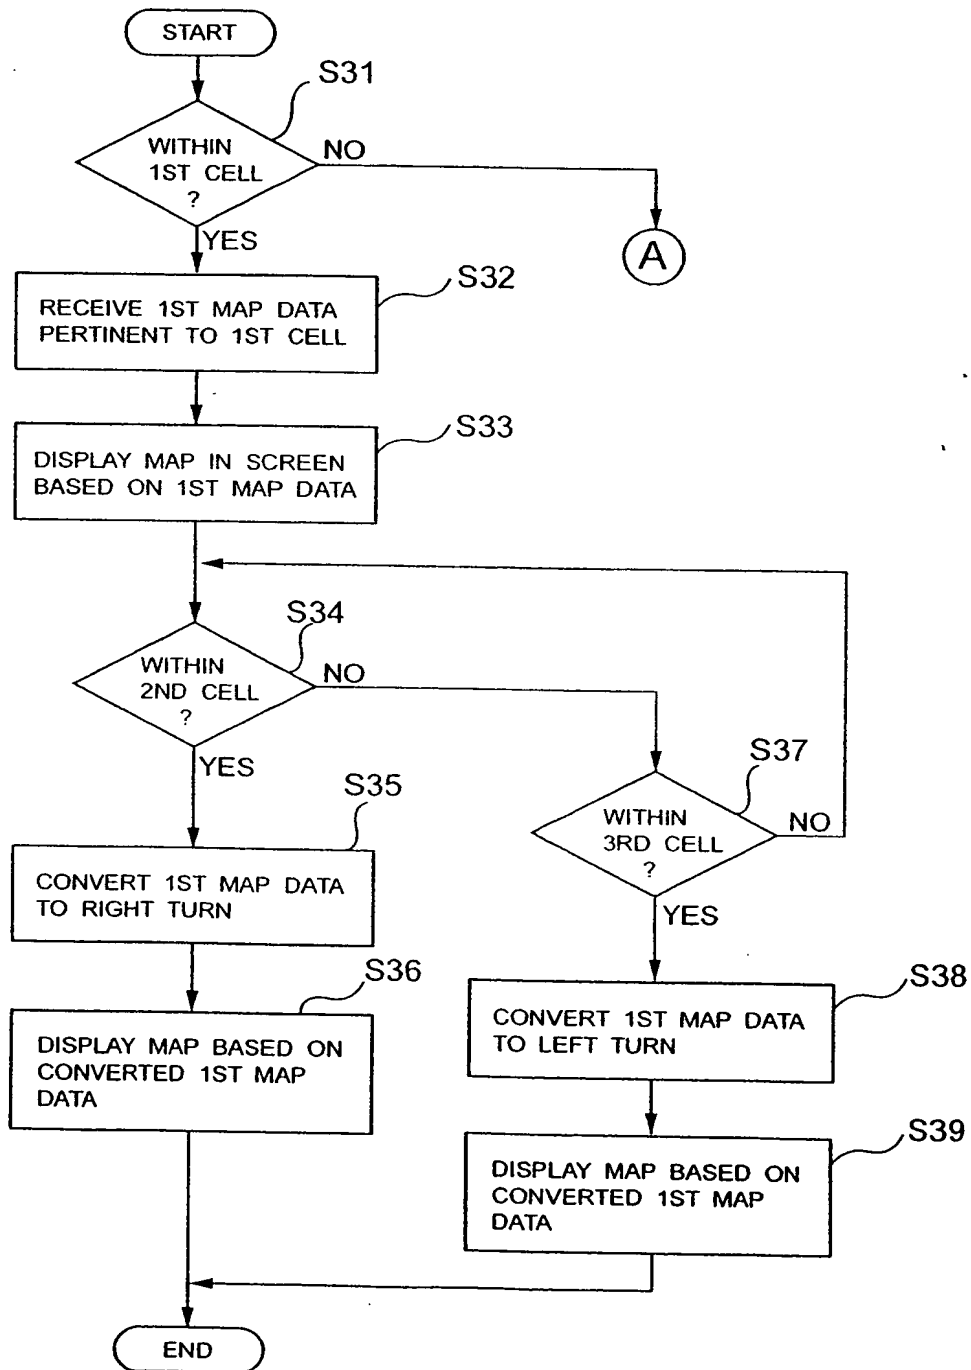 START
S31
WITHIN
1ST CELL
?
NO
YES
A
S32
RECEIVE 1ST MAP DATA
PERTINENT TO 1ST CELL
S33
DISPLAY MAP IN SCREEN
BASED ON 1ST MAP DATA
S34
WITHIN
2ND CELL
?
NO
YES
S37
WITHIN
3RD CELL
?
NO
YES
S35
CONVERT 1ST MAP DATA
TO RIGHT TURN
S36
DISPLAY MAP BASED ON
CONVERTED 1ST MAP
DATA
S38
CONVERT 1ST MAP DATA
TO LEFT TURN
S39
DISPLAY MAP BASED ON
CONVERTED 1ST MAP
DATA
END